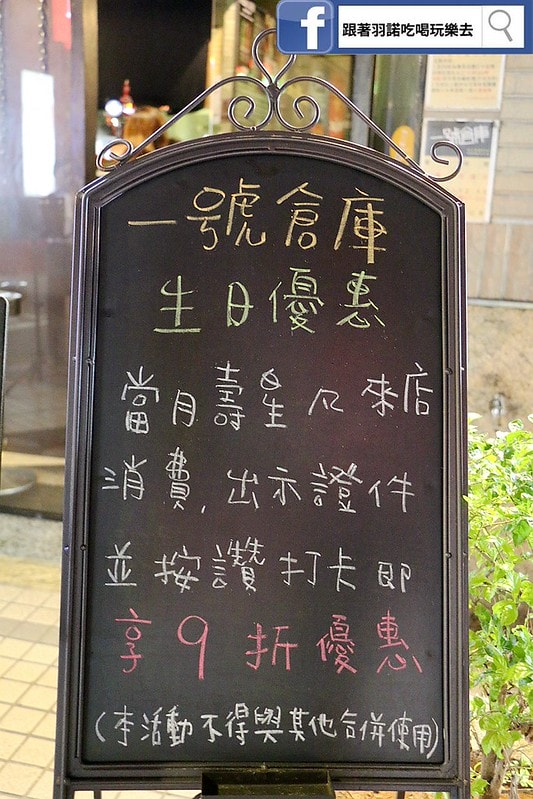 跟著羽諾吃喝玩樂去
一號倉庫
生日優惠
當月壽星凡來店
消費,出示證件
並按讚打卡即
享9折優惠
(本活動不得與其他合併使用)